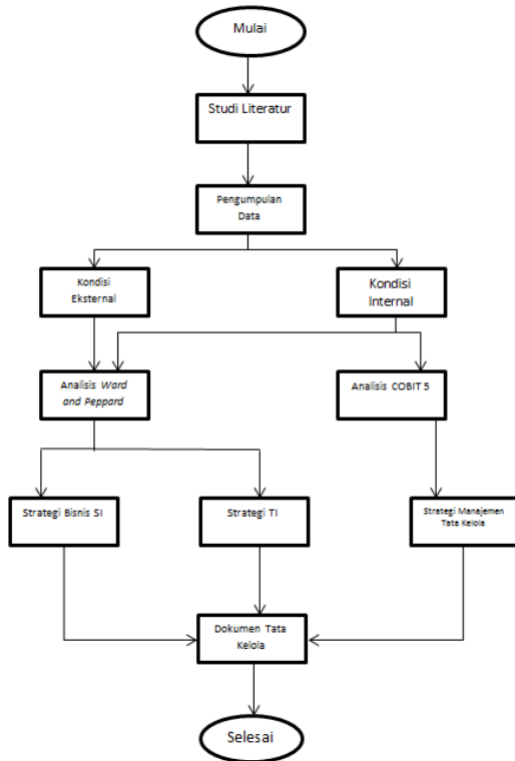 Mulai
Studi Literatur
Pengumpulan
Data
Kondisi
Eksternal
Kondisi
Internal
Analisis Ward
and Peppard
Analisis COBIT 5
Strategi Bisnis SI
Strategi TI
Strategi Manajemen
Tata Kelola
Dokumen Tata
Kelola
Selesai